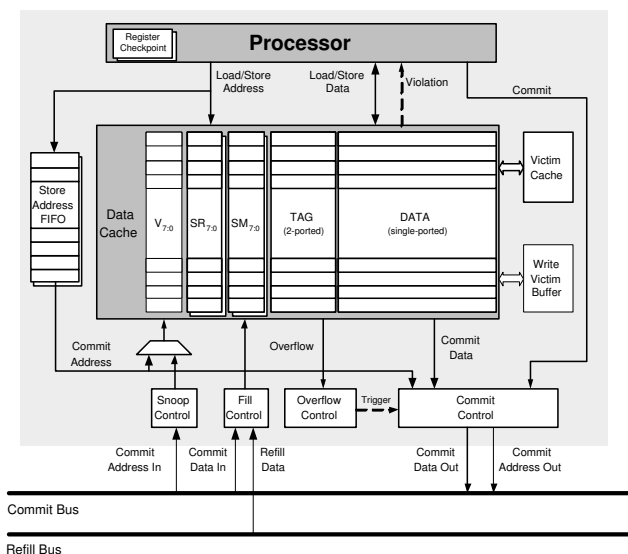 Register
Checkpoint
Processor
Load/Store
Address
Load/Store
Data
Violation
Commit
Store
Address
FIFO
Data
Cache
V7:0
SR7:0
SM7:0
TAG
(2-ported)
DATA
(single-ported)
Victim
Cache
Write
Victim
Buffer
Commit
Address
Overflow
Commit
Data
Snoop
Control
Fill
Control
Overflow
Control
Trigger
Commit
Control
Commit
Address In
Commit
Data In
Refill
Data
Commit
Data Out
Commit
Address Out
Commit Bus
Refill Bus